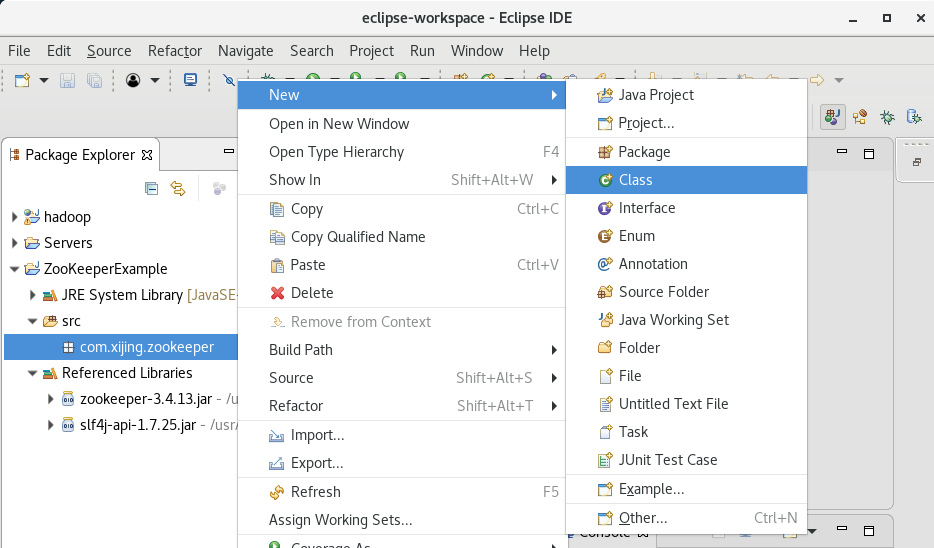 eclipse-workspace - Eclipse IDE
File Edit Source Refactor Navigate Search Project Run Window Help
Package Explorer
hadoop
Servers
ZooKeeperExample
JRE System Library [JavaSE-
src
com.xijing.zookeeper
Referenced Libraries
zookeeper-3.4.13.jar - /u
slf4j-api-1.7.25.jar - /usr/
New
Open in New Window
Open Type Hierarchy F4
Show In Shift+Alt+W
Copy Ctrl+C
Copy Qualified Name
Paste Ctrl+V
Delete
Remove from Context
Build Path
Source Shift+Alt+S
Refactor Shift+Alt+T
Import...
Export...
Refresh F5
Assign Working Sets...
Coverage As
Java Project
Project...
Package
Class
Interface
Enum
Annotation
Source Folder
Java Working Set
Folder
File
Untitled Text File
Task
JUnit Test Case
Example...
Other... Ctrl+N
Console